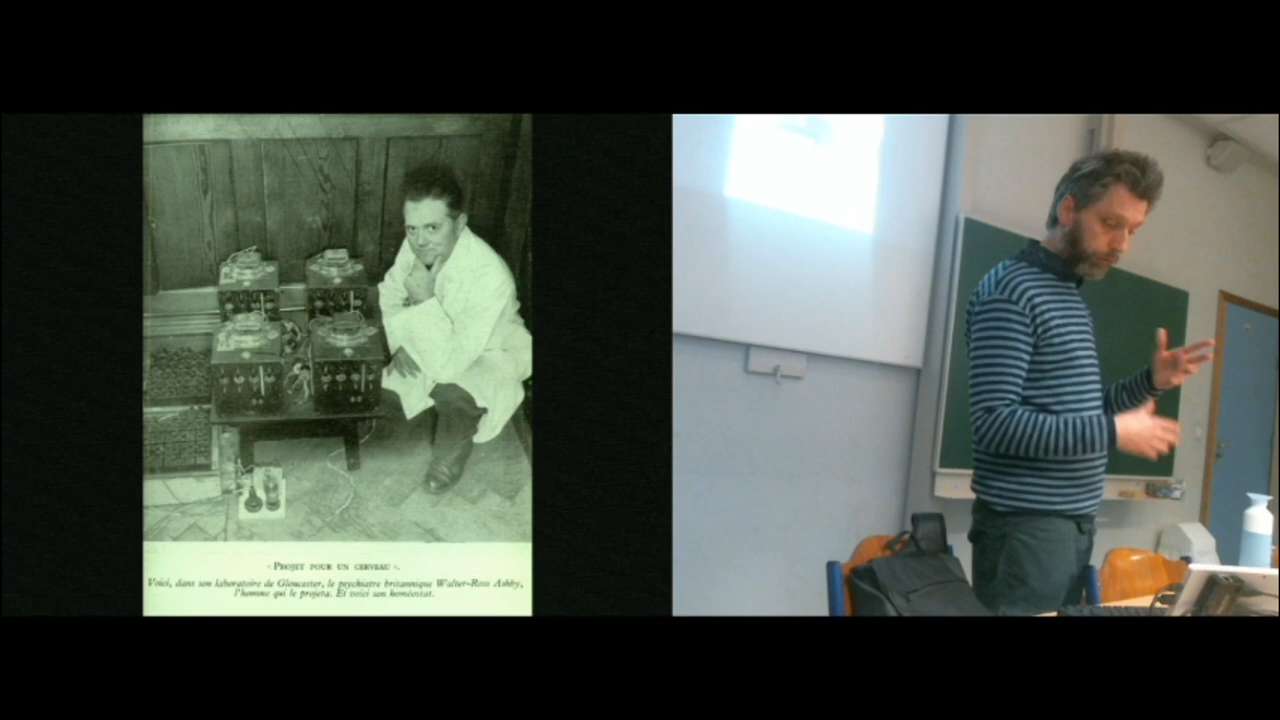 « PROJET POUR UN CERVEAU ».
Voici, dans son laboratoire de Gloucester, le psychiatre britannique Walter-Ross Ashby,
l'homme qui le projeta. Et voici son homéostat.